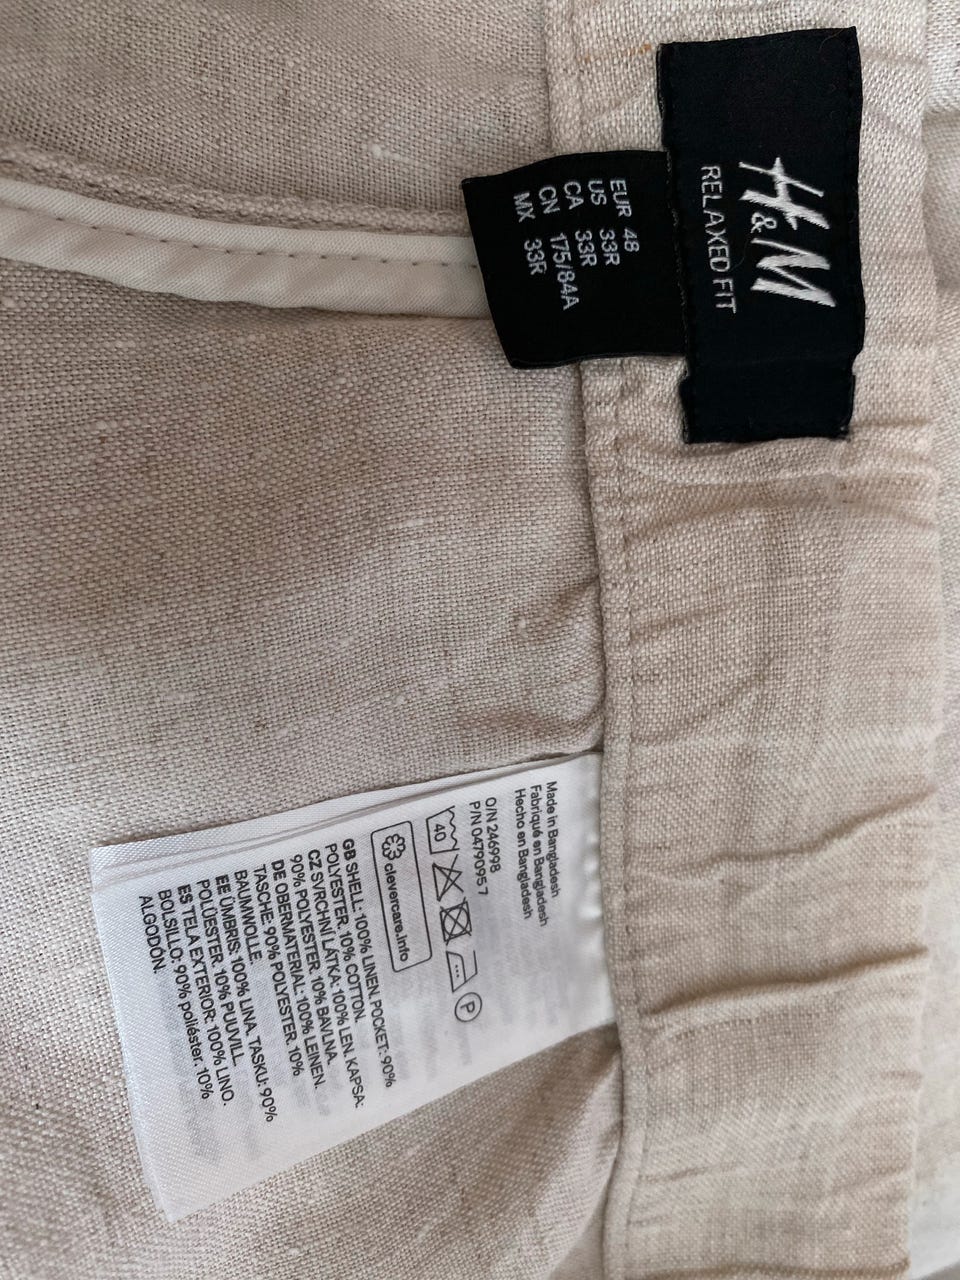 H&M
RELAXED FIT
EUR 48
US 33R
CA 33R
CN 175/84A
MX 33R
Made in Bangladesh
Fabriqué en Bangladesh
Hecho en Bangladesh
O/N 246998
P/N 0479095 7
40
P
clevercare.info
GB SHELL: 100% LINEN. POCKET: 90%
POLYESTER. 10% COTTON.
CZ SVRCHNÍ LÁTKA: 100% LEN. KAPSA:
90% POLYESTER. 10% BAVLNA.
DE OBERMATERIAL: 100% LEINEN.
TASCHE: 90% POLYESTER. 10%
BAUMWOLLE.
EE ÜMBRIS: 100% LINA. TASKU: 90%
POLÜESTER. 10% PUUVILL.
ES TELA EXTERIOR: 100% LINO.
BOLSILLO: 90% poliéster. 10%
ALGODÓN.